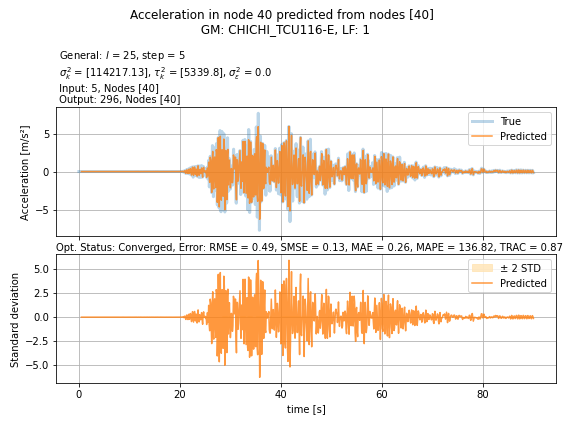 Acceleration in node 40 predicted from nodes [40]
GM: CHICHI_TCU116-E, LF: 1
General: l = 25, step = 5
σ²ₖ = [114217.13], τ²ₖ = [5339.8], σ²ε = 0.0
Input: 5, Nodes [40]
Output: 296, Nodes [40]
Acceleration [m/s²]
5
0
−5
True
Predicted
Opt. Status: Converged, Error: RMSE = 0.49, SMSE = 0.13, MAE = 0.26, MAPE = 136.82, TRAC = 0.87
Standard deviation
5.0
2.5
0.0
−2.5
−5.0
± 2 STD
Predicted
0 20 40 60 80
time [s]